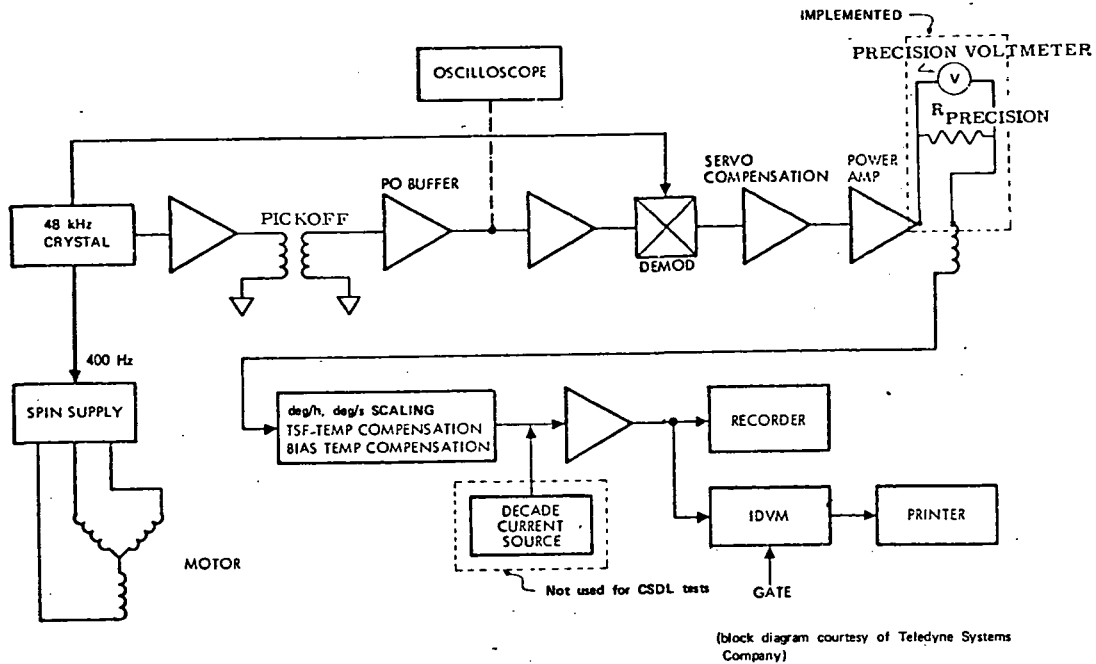 IMPLEMENTED
PRECISION VOLTMETER
V
R PRECISION
OSCILLOSCOPE
SERVO
COMPENSATION
POWER
AMP
PO BUFFER
48 kHz
CRYSTAL
PICKOFF
DEMOD
400 Hz
SPIN SUPPLY
deg/h, deg/s SCALING
TSF-TEMP COMPENSATION
BIAS TEMP COMPENSATION
RECORDER
DECADE
CURRENT
SOURCE
IDVM
PRINTER
MOTOR
Not used for CSDL tests
GATE
(block diagram courtesy of Teledyne Systems
Company)